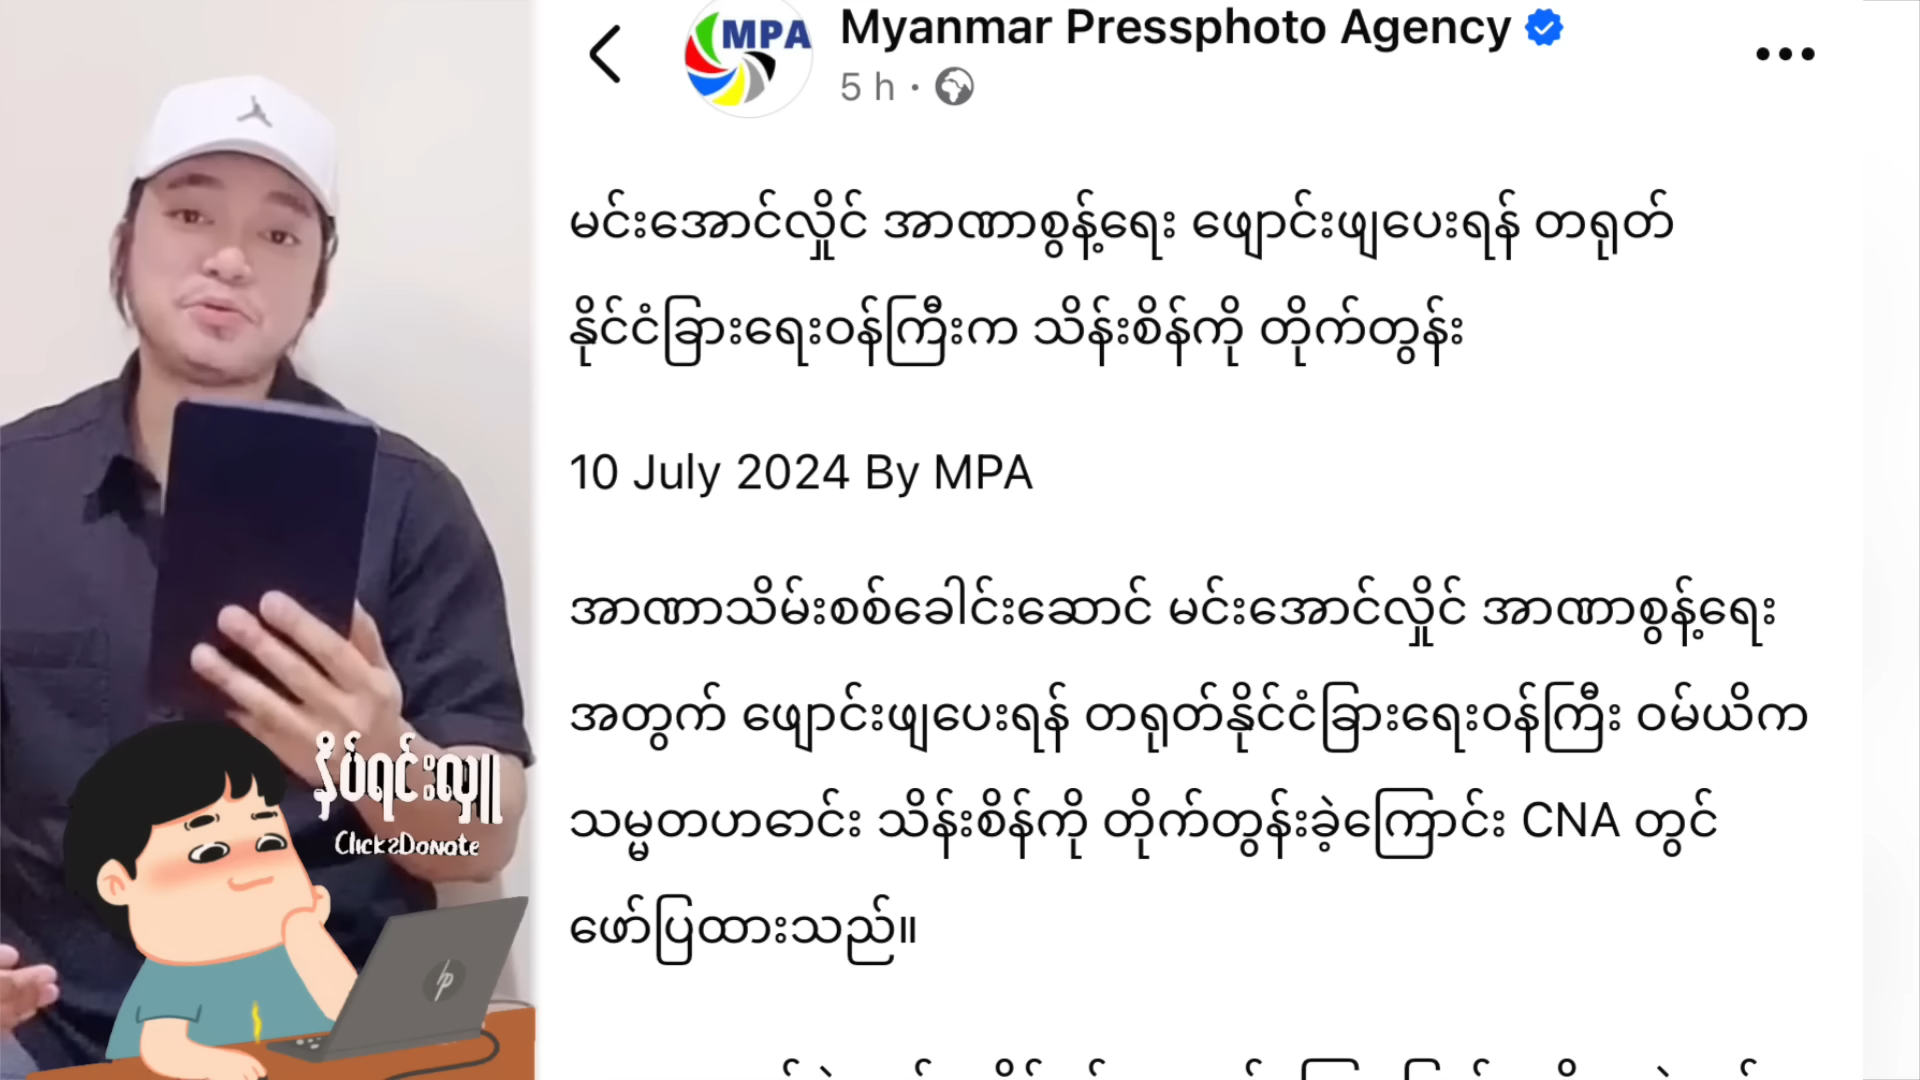 MPA
Myanmar Pressphoto Agency
5 h
မင်းအောင်လှိုင် အာဏာစွန့်ရေး ဖျောင်းဖျပေးရန် တရုတ်
နိုင်ငံခြားရေးဝန်ကြီးက သိန်းစိန်ကို တိုက်တွန်း
10 July 2024 By MPA
အာဏာသိမ်းစစ်ခေါင်းဆောင် မင်းအောင်လှိုင် အာဏာစွန့်ရေး
အတွက် ဖျောင်းဖျပေးရန် တရုတ်နိုင်ငံခြားရေးဝန်ကြီး ဝမ်ယိက
သမ္မတဟောင်း သိန်းစိန်ကို တိုက်တွန်းခဲ့ကြောင်း CNA တွင်
ဖော်ပြထားသည်။
နှိပ်ရင်းလှူ
Click2Donate
hp